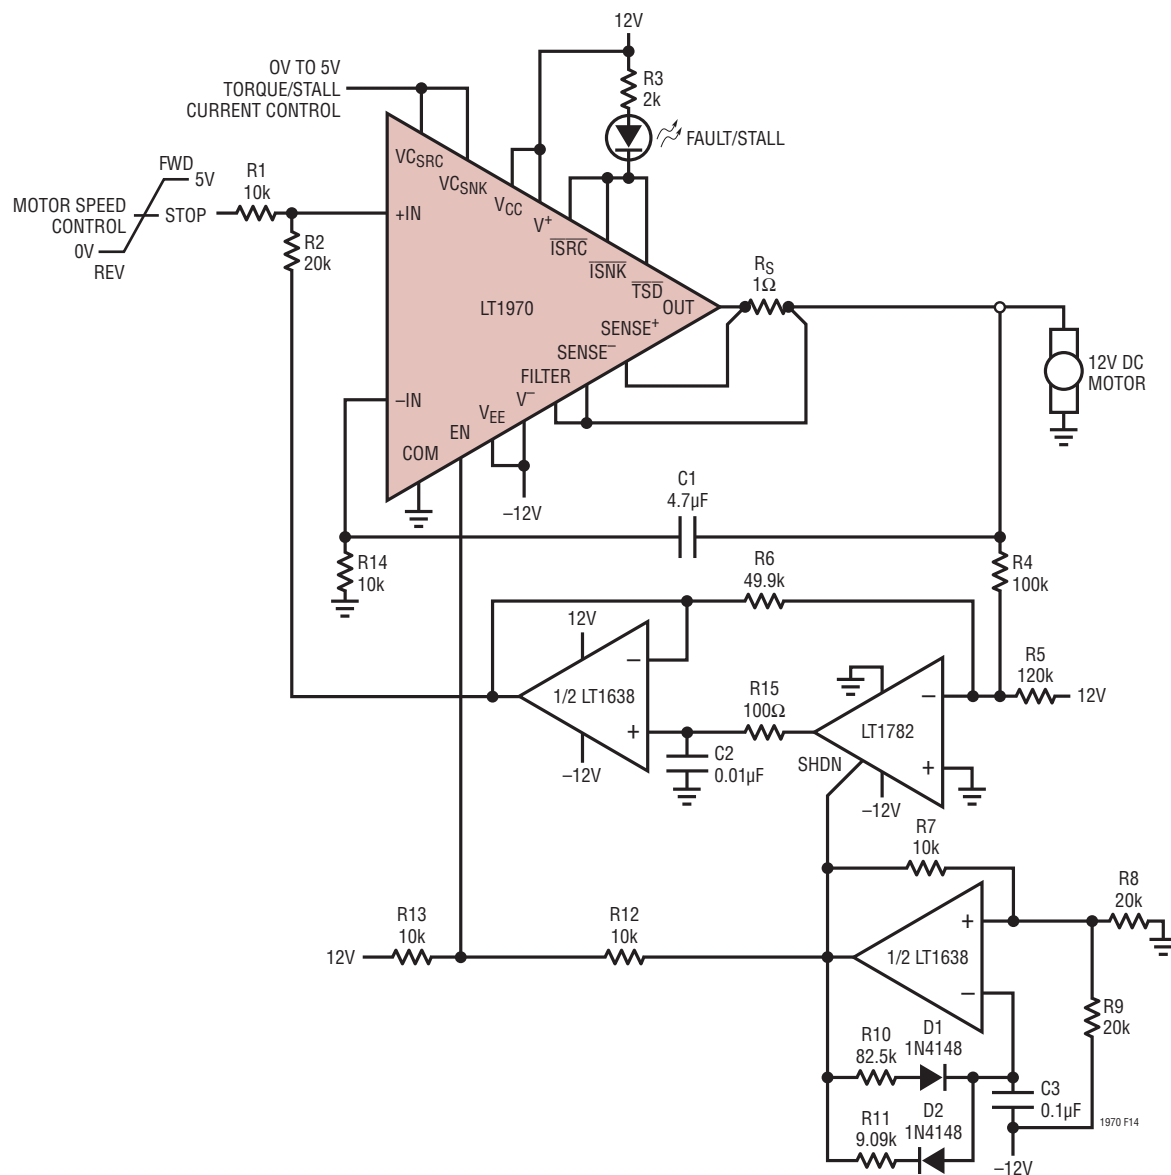 12V
0V TO 5V
TORQUE/STALL
CURRENT CONTROL
R3
2k
FAULT/STALL
VCSRC
VCSNK
VCC
V+
ISRC
ISNK
TSD
OUT
SENSE+
SENSE–
FILTER
V–
VEE
EN
COM
+IN
–IN
LT1970
MOTOR SPEED
CONTROL
FWD
5V
STOP
0V
REV
R1
10k
R2
20k
RS
1Ω
12V DC
MOTOR
–12V
C1
4.7µF
R14
10k
R4
100k
R6
49.9k
12V
–
+
1/2 LT1638
–12V
R15
100Ω
C2
0.01µF
R5
120k
12V
–
+
LT1782
SHDN
–12V
R7
10k
R8
20k
R13
10k
12V
R12
10k
+
–
1/2 LT1638
R9
20k
R10
82.5k
D1
1N4148
R11
9.09k
D2
1N4148
C3
0.1µF
–12V
1970 F14